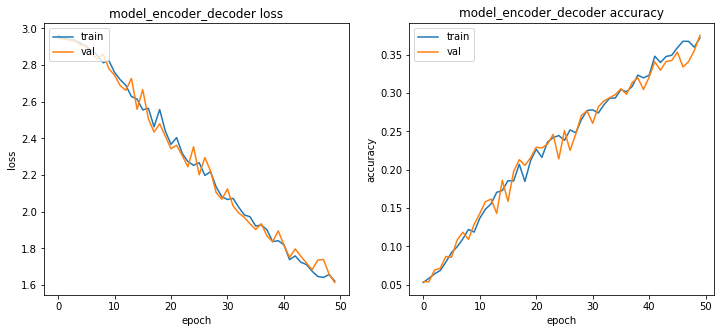 model_encoder_decoder loss
train
val
3.0
2.8
2.6
2.4
2.2
2.0
1.8
1.6
loss
0
10
20
30
40
50
epoch
model_encoder_decoder accuracy
train
val
0.35
0.30
0.25
0.20
0.15
0.10
0.05
accuracy
0
10
20
30
40
50
epoch